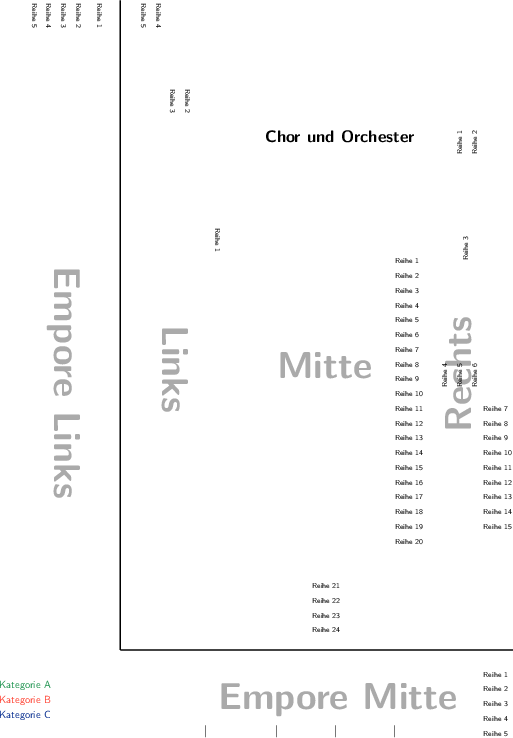 Reihe 5
Reihe 4
Reihe 3
Reihe 2
Reihe 1
Reihe 5
Reihe 4
Reihe 3
Reihe 2
Chor und Orchester
Reihe 1
Reihe 2
Reihe 1
Reihe 3
Empore Links
Links
Mitte
Rechts
Reihe 1
Reihe 2
Reihe 3
Reihe 4
Reihe 5
Reihe 6
Reihe 7
Reihe 8
Reihe 9
Reihe 10
Reihe 11
Reihe 12
Reihe 13
Reihe 14
Reihe 15
Reihe 16
Reihe 17
Reihe 18
Reihe 19
Reihe 20
Reihe 4
Reihe 5
Reihe 6
Reihe 7
Reihe 8
Reihe 9
Reihe 10
Reihe 11
Reihe 12
Reihe 13
Reihe 14
Reihe 15
Reihe 21
Reihe 22
Reihe 23
Reihe 24
Kategorie A
Kategorie B
Kategorie C
Empore Mitte
Reihe 1
Reihe 2
Reihe 3
Reihe 4
Reihe 5